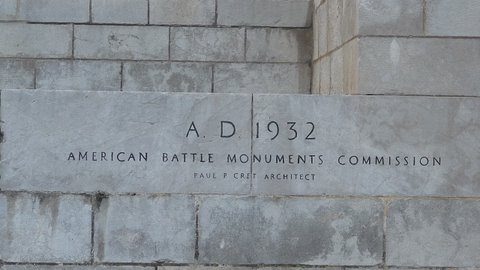 A. D. 1932
AMERICAN BATTLE MONUMENTS COMMISSION
PAUL P. CRET ARCHITECT